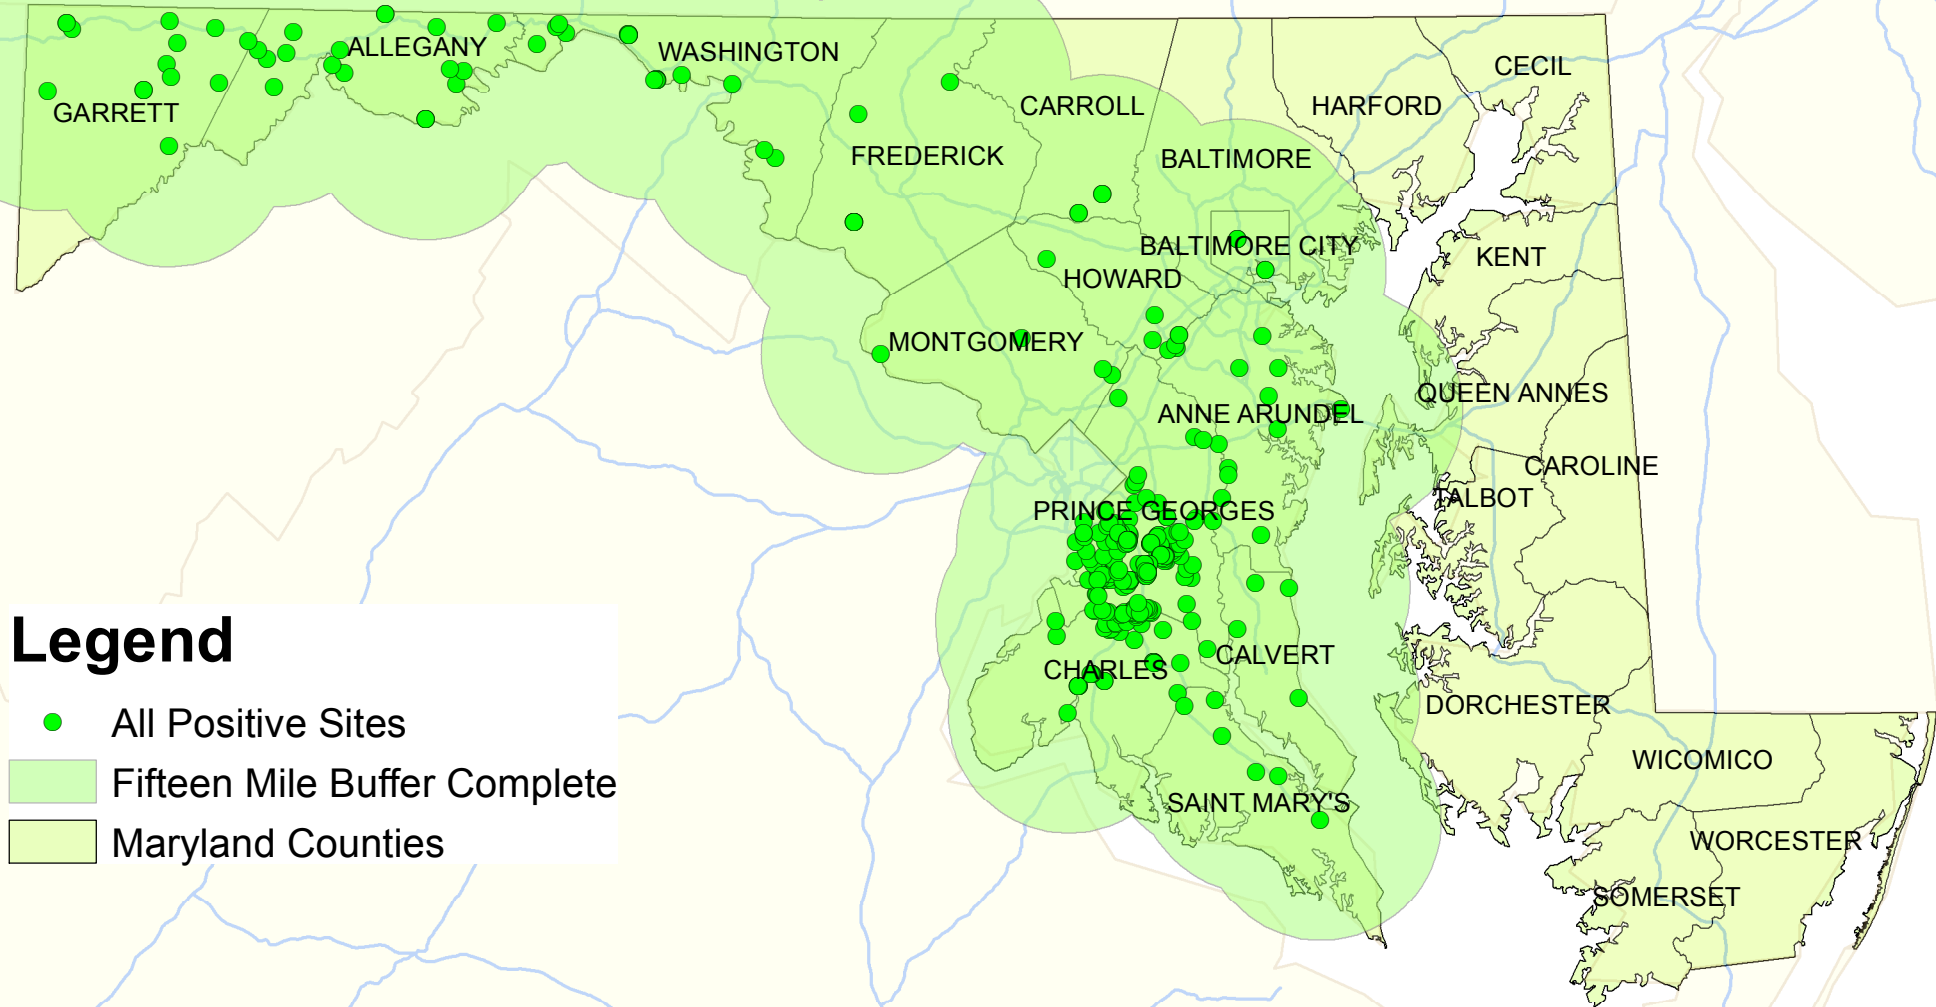 ALLEGANY
WASHINGTON
CECIL
GARRETT
CARROLL
HARFORD
FREDERICK
BALTIMORE
BALTIMORE CITY
KENT
HOWARD
MONTGOMERY
QUEEN ANNES
ANNE ARUNDEL
CAROLINE
TALBOT
PRINCE GEORGES
CALVERT
CHARLES
DORCHESTER
WICOMICO
SAINT MARY'S
WORCESTER
SOMERSET
Legend
All Positive Sites
Fifteen Mile Buffer Complete
Maryland Counties